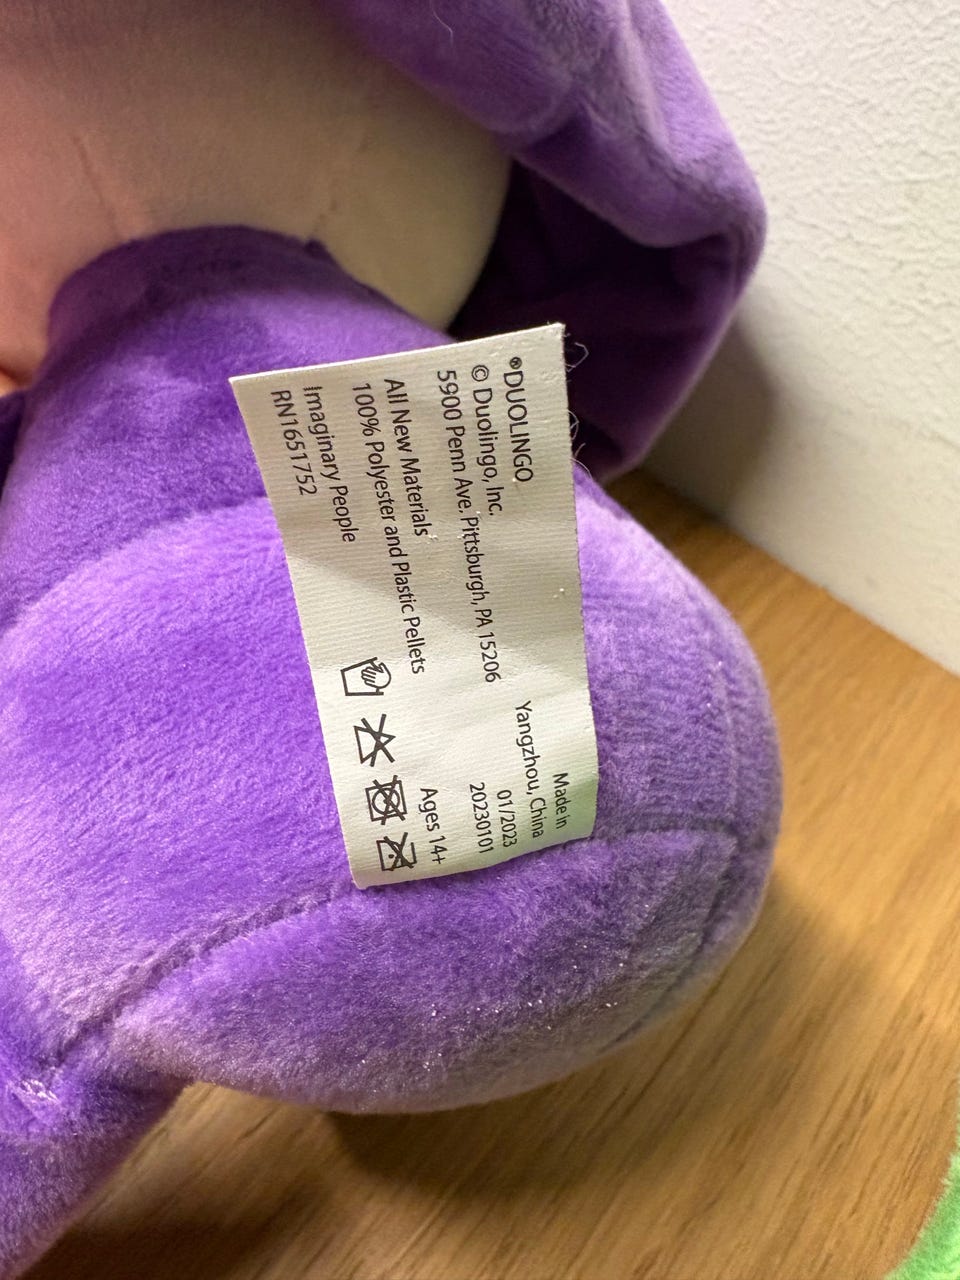 ®DUOLINGO
© Duolingo, Inc.
5900 Penn Ave, Pittsburgh, PA 15206
All New Materials
100% Polyester and Plastic Pellets
Imaginary People
RN1651752
Made in
Yangzhou, China
01/2023
20230101
Ages 14+